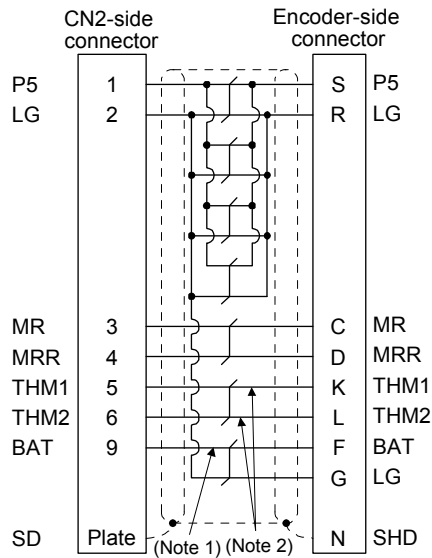 CN2-side connector
Encoder-side connector
P5 1 S P5
LG 2 R LG
MR 3 C MR
MRR 4 D MRR
THM1 5 K THM1
THM2 6 L THM2
BAT 9 F BAT
G LG
SD Plate (Note 1) (Note 2) N SHD